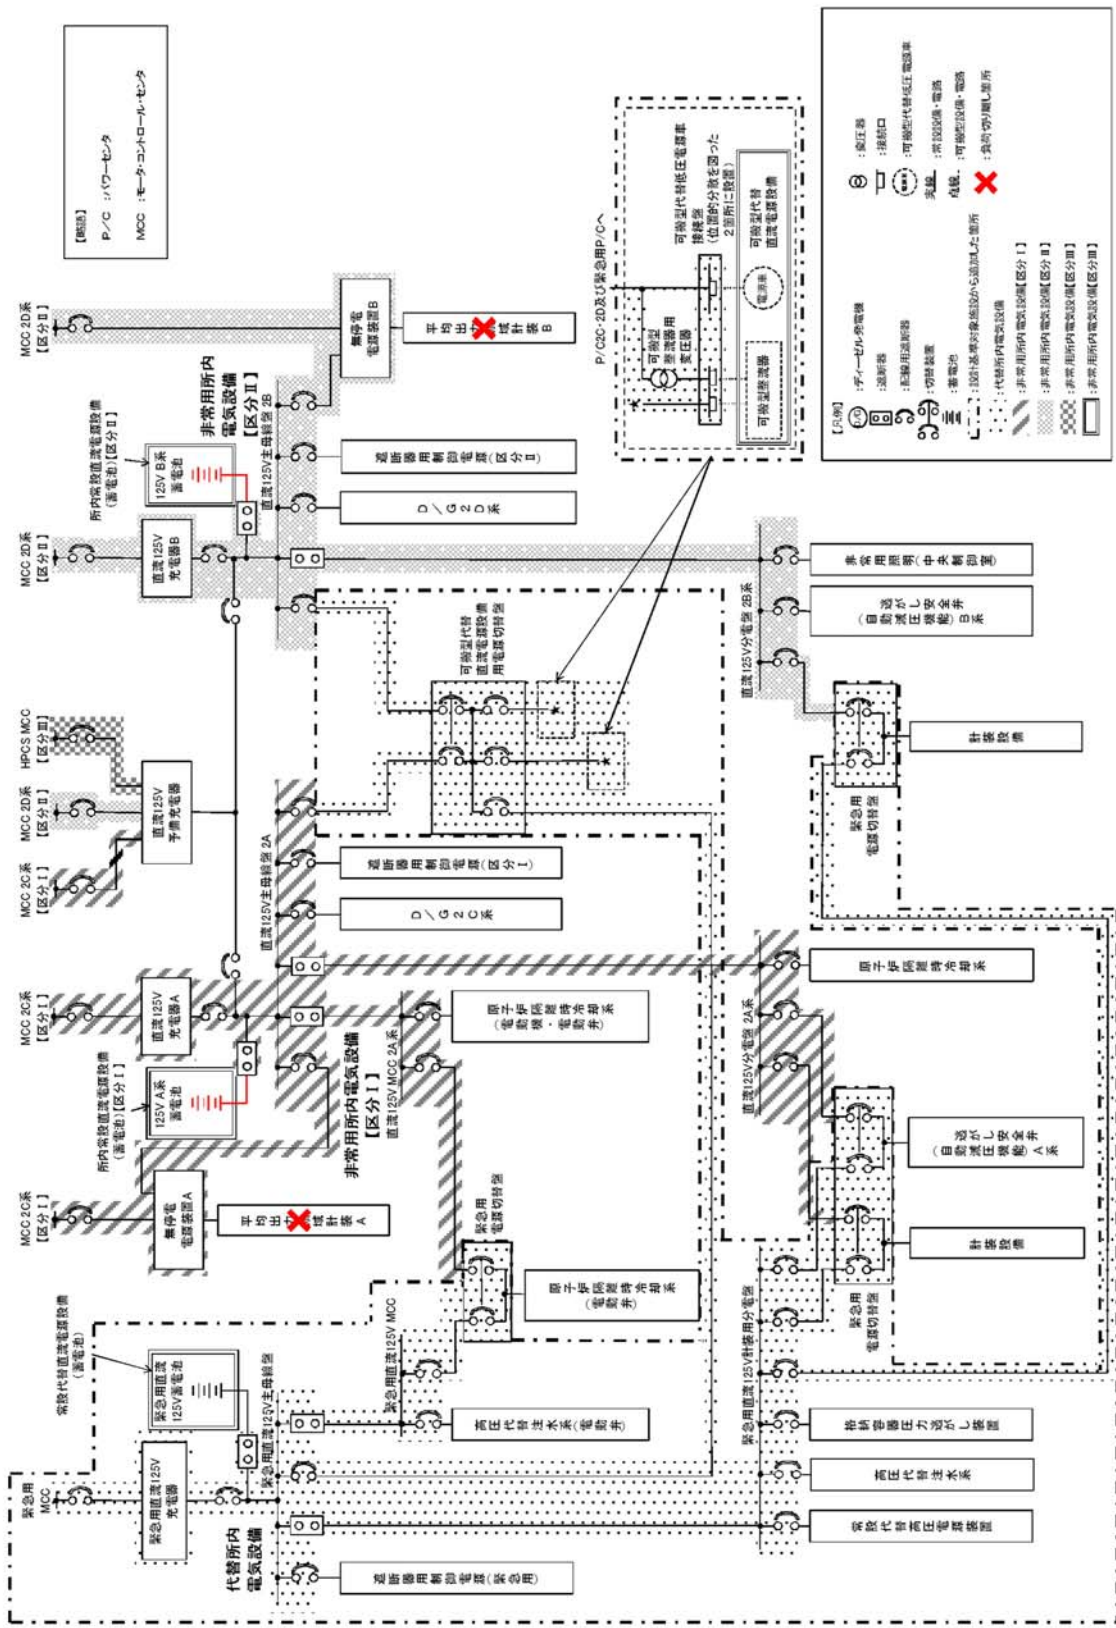 【略語】
P/C :パワーセンタ
MCC :モータ・コントロール・センタ
MCC 2D系
【区分Ⅱ】
無停電
電源装置B
平均出力領域計装B
非常用所内
電気設備
【区分Ⅱ】
所内常設直流電源設備
(蓄電池)【区分Ⅱ】
125V B系
蓄電池
直流125V主母線盤 2B
遮断器用制御電源(区分Ⅱ)
D/G2D系
MCC 2D系
【区分Ⅱ】
直流125V
充電器B
HPCS MCC
【区分Ⅲ】
MCC 2D系
【区分Ⅱ】
MCC 2C系
【区分Ⅰ】
直流125V
予備充電器
MCC 2C系
【区分Ⅰ】
直流125V
充電器A
所内常設直流電源設備
(蓄電池)【区分Ⅰ】
125V A系
蓄電池
MCC 2C系
【区分Ⅰ】
無停電
電源装置A
平均出力領域計装A
直流125V主母線盤 2A
遮断器用制御電源(区分Ⅰ)
D/G2C系
非常用所内電気設備
【区分Ⅰ】
直流125V MCC 2A系
原子炉隔離時冷却系
(電動機・電動弁)
緊急用
電源切替盤
原子炉隔離時冷却系
(電動弁)
可搬型代替
直流電源設備
用電源切替盤
P/C2C・2D及び緊急用P/Cへ
可搬型
整流器用
変圧器
可搬型代替低圧電源車
接続盤
(位置的分散を図った
2箇所に設置)
可搬型整流器
電源車
可搬型代替
直流電源設備
直流125V分電盤 2B系
非常用照明(中央制御室)
逃がし安全弁
(自動減圧機能)B系
緊急用
電源切替盤
計装設備
直流125V分電盤 2A系
原子炉隔離時冷却系
逃がし安全弁
(自動減圧機能)A系
緊急用
電源切替盤
計装設備
常設代替直流電源設備
(蓄電池)
緊急用直流
125V蓄電池
緊急用
MCC
緊急用直流125V
充電器
代替所内
電気設備
緊急用直流125V主母線盤
遮断器用制御電源(緊急用)
緊急用直流125V MCC
高圧代替注水系(電動弁)
緊急用直流125V計装用分電盤
格納容器圧力逃がし装置
高圧代替注水系
常設代替高圧電源装置
【凡例】
D/G :ディーゼル発電機
:遮断器
:配線用遮断器
:切替装置
:蓄電池
:設計基準対象施設から追加した箇所
:代替所内電気設備
:非常用所内電気設備【区分Ⅰ】
:非常用所内電気設備【区分Ⅱ】
:非常用所内電気設備【区分Ⅲ】
:変圧器
:接続口
電源車 :可搬型代替低圧電源車
実線 :常設設備・電路
:可搬型設備・電路
:負荷切り離し箇所